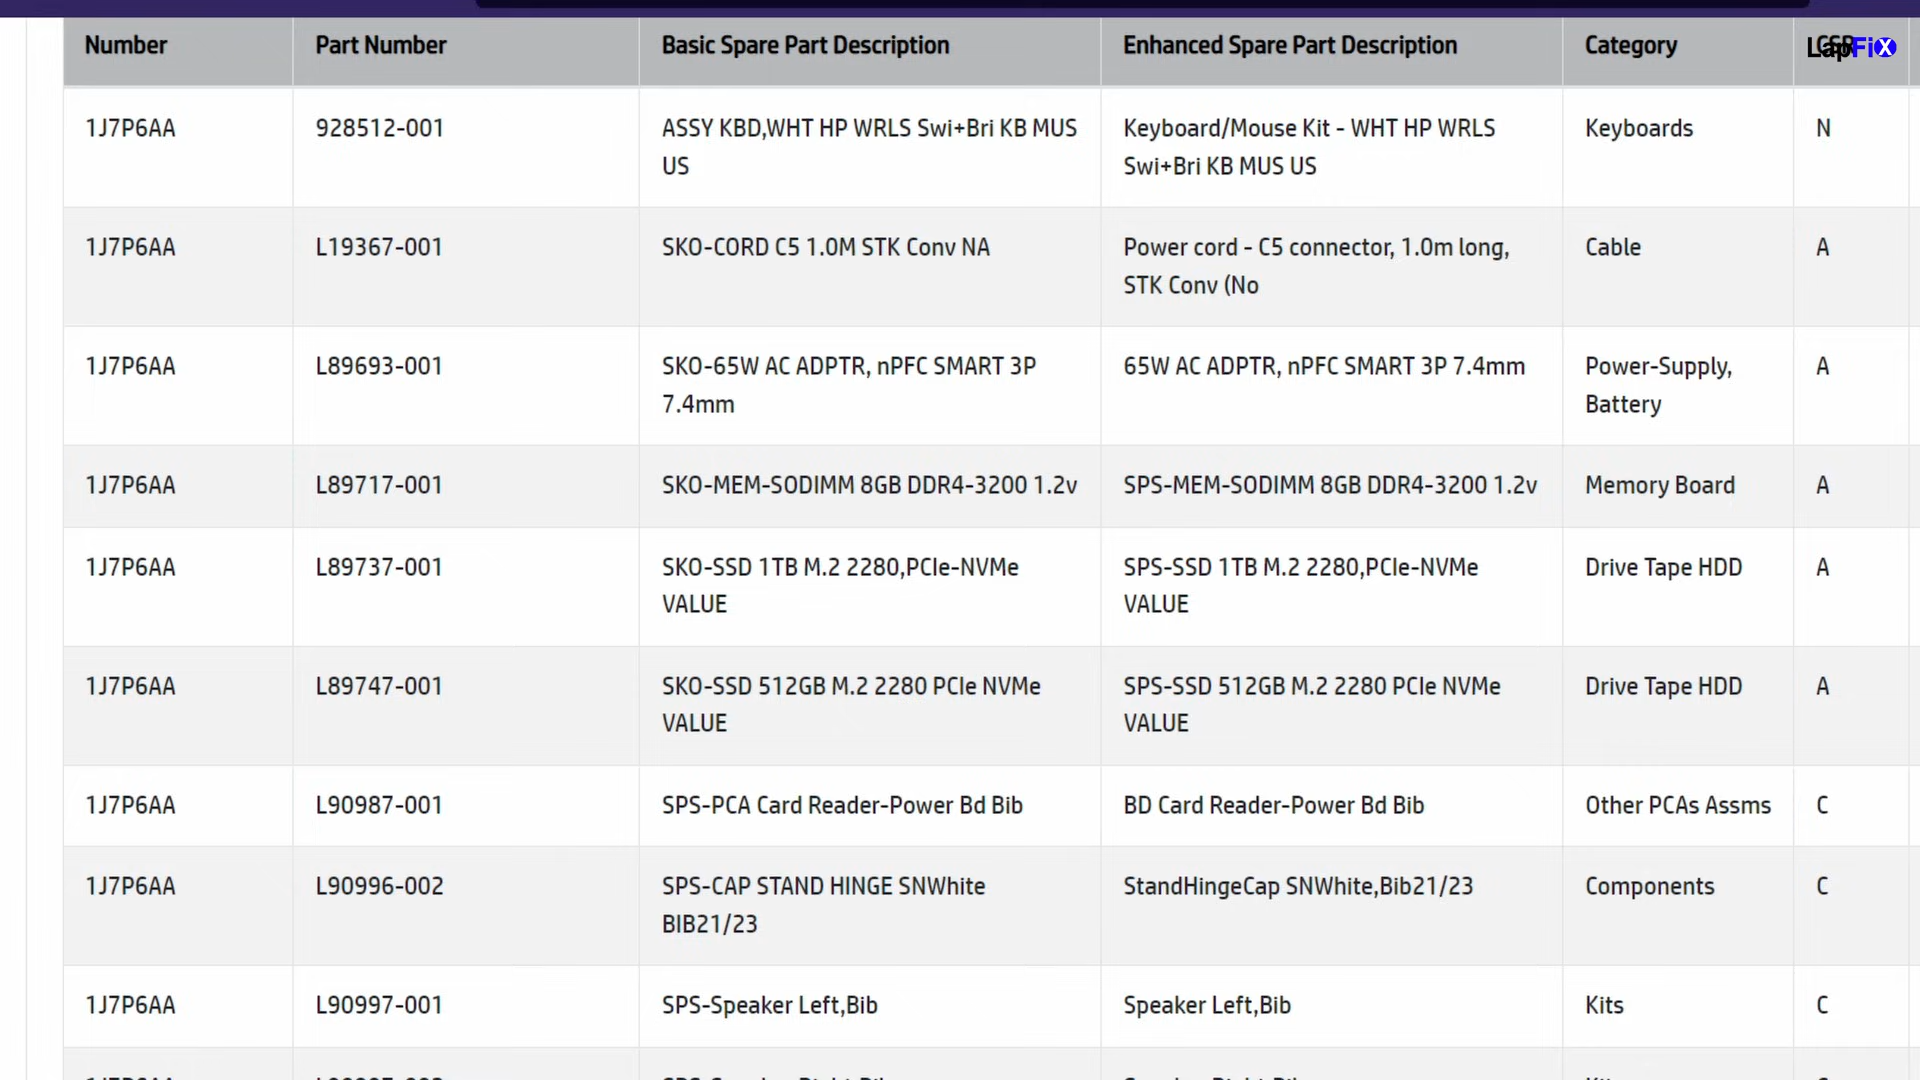 Number Part Number Basic Spare Part Description Enhanced Spare Part Description Category
LapFiX
1J7P6AA 928512-001 ASSY KBD,WHT HP WRLS Swi+Bri KB MUS Keyboard/Mouse Kit - WHT HP WRLS Keyboards N
US Swi+Bri KB MUS US
1J7P6AA L19367-001 SKO-CORD C5 1.0M STK Conv NA Power cord - C5 connector, 1.0m long, Cable A
STK Conv (No
1J7P6AA L89693-001 SKO-65W AC ADPTR, nPFC SMART 3P 65W AC ADPTR, nPFC SMART 3P 7.4mm Power-Supply, A
7.4mm Battery
1J7P6AA L89717-001 SKO-MEM-SODIMM 8GB DDR4-3200 1.2v SPS-MEM-SODIMM 8GB DDR4-3200 1.2v Memory Board A
1J7P6AA L89737-001 SKO-SSD 1TB M.2 2280,PCIe-NVMe SPS-SSD 1TB M.2 2280,PCIe-NVMe Drive Tape HDD A
VALUE VALUE
1J7P6AA L89747-001 SKO-SSD 512GB M.2 2280 PCIe NVMe SPS-SSD 512GB M.2 2280 PCIe NVMe Drive Tape HDD A
VALUE VALUE
1J7P6AA L90987-001 SPS-PCA Card Reader-Power Bd Bib BD Card Reader-Power Bd Bib Other PCAs Assms C
1J7P6AA L90996-002 SPS-CAP STAND HINGE SNWhite StandHingeCap SNWhite,Bib21/23 Components C
BIB21/23
1J7P6AA L90997-001 SPS-Speaker Left,Bib Speaker Left,Bib Kits C